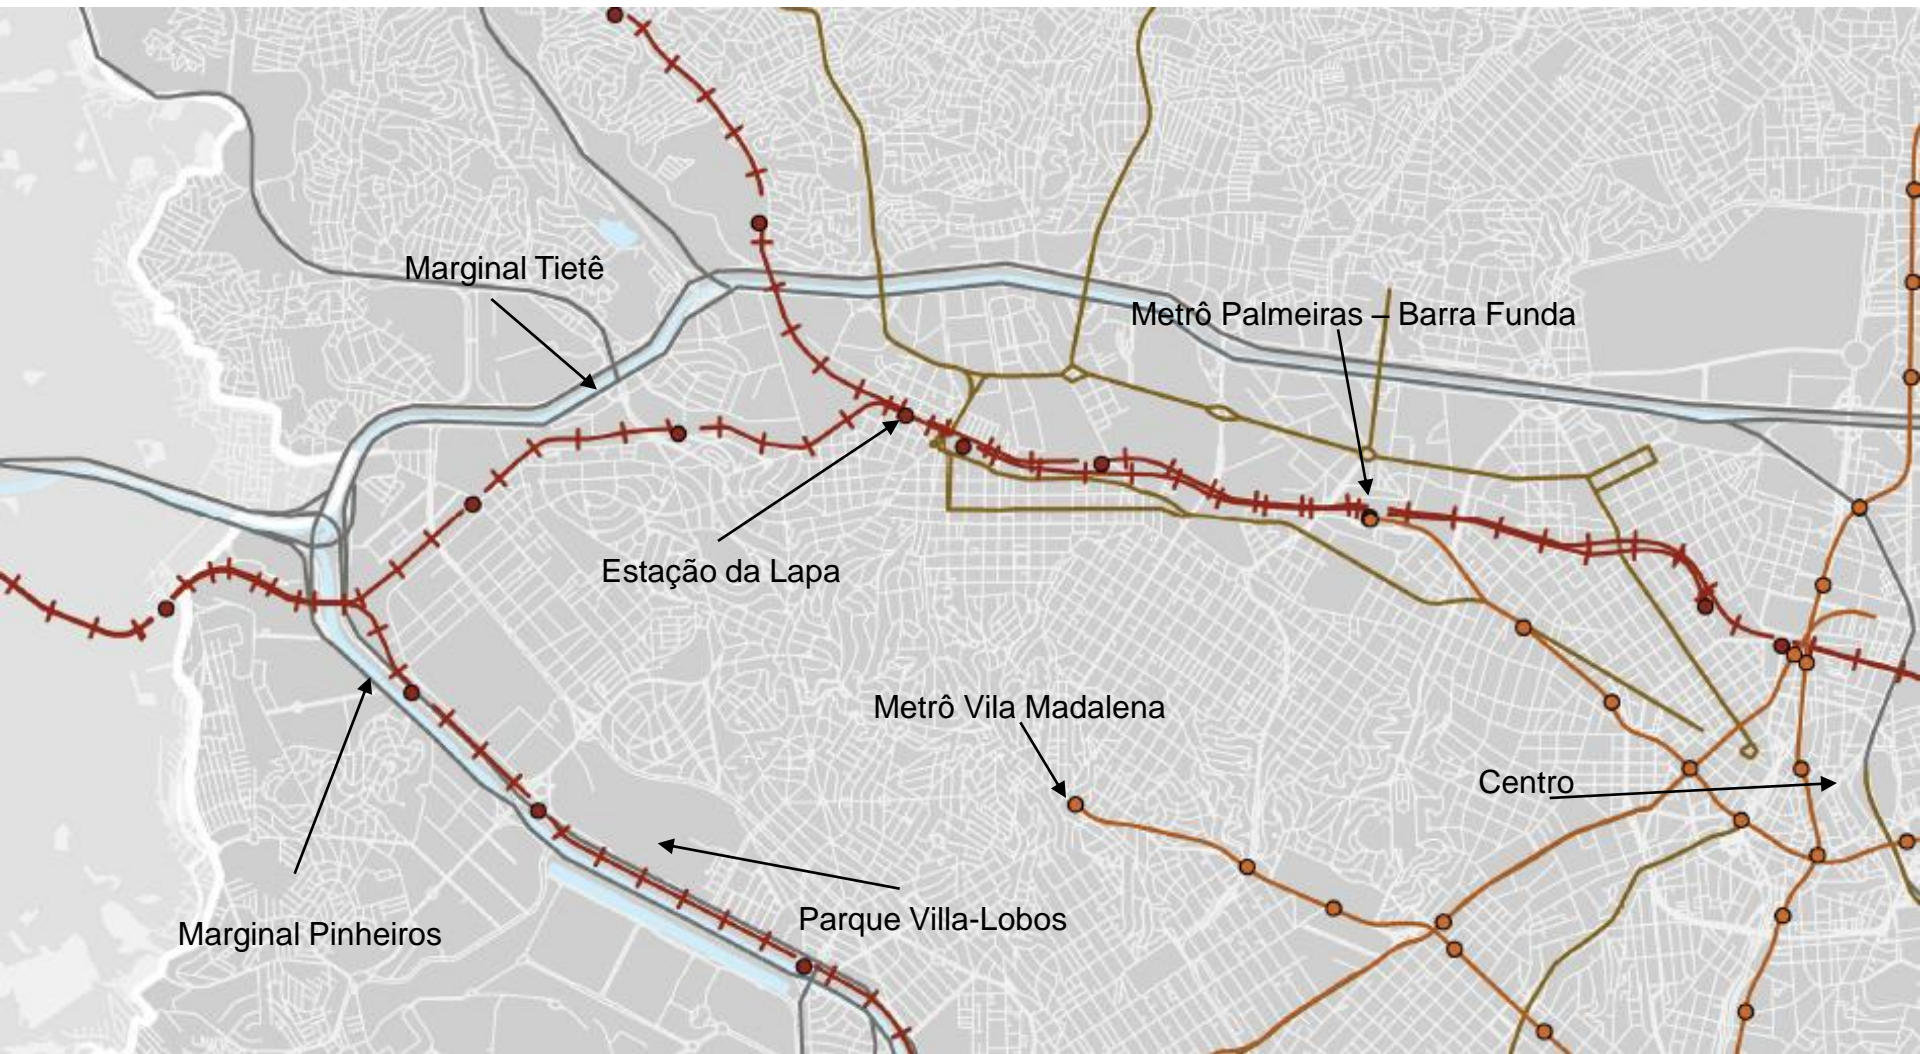 Marginal Tietê
Metrô Palmeiras – Barra Funda
Estação da Lapa
Metrô Vila Madalena
Centro
Parque Villa-Lobos
Marginal Pinheiros